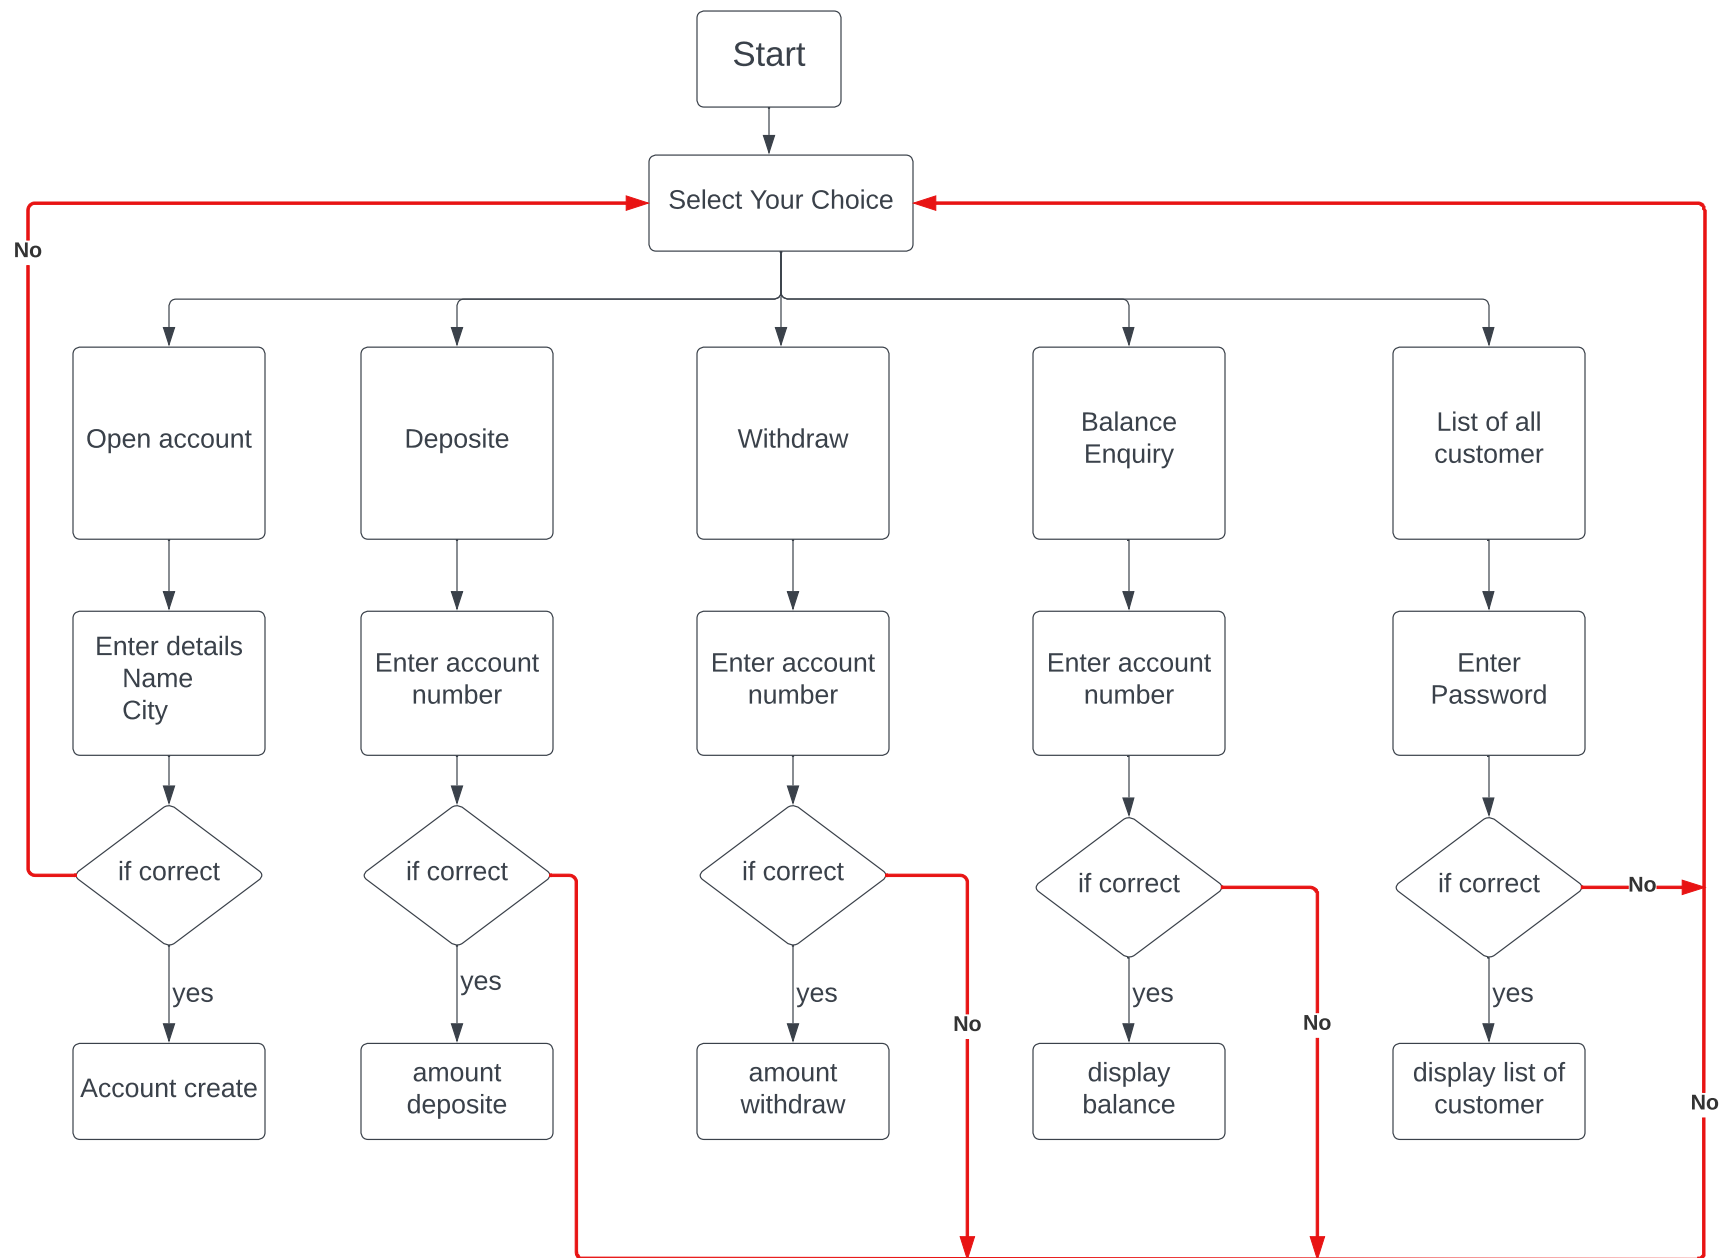 Start
Select Your Choice
No
Open account
Deposite
Withdraw
Balance
Enquiry
List of all
customer
Enter details
Name
City
Enter account
number
Enter account
number
Enter account
number
Enter
Password
if correct
if correct
if correct
if correct
if correct
No
yes
yes
yes
yes
yes
No
No
Account create
amount
deposite
amount
withdraw
display
balance
display list of
customer
No